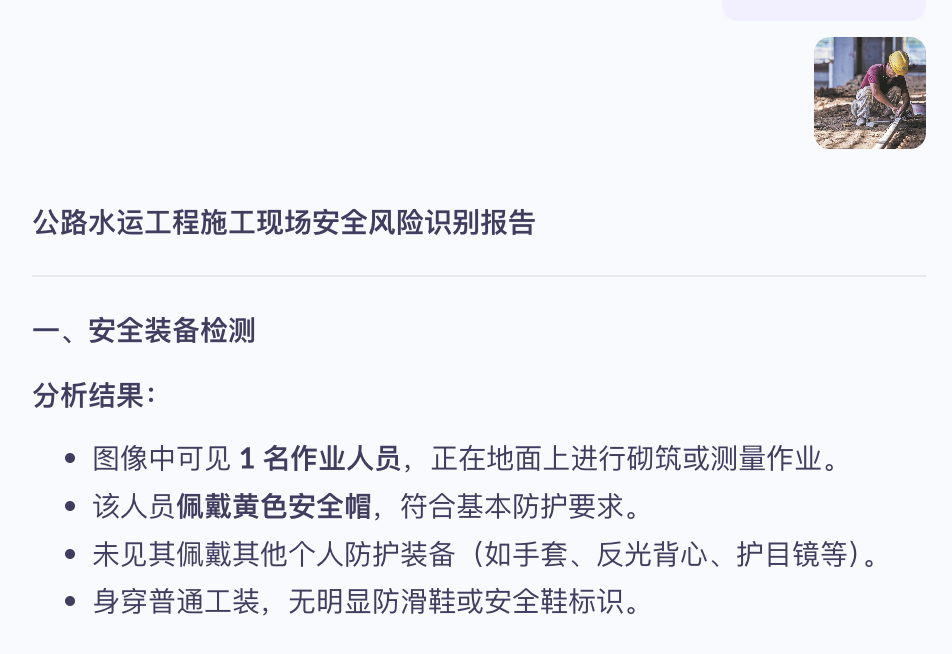 公路水运工程施工现场安全风险识别报告
一、安全装备检测
分析结果：
图像中可见 1 名作业人员，正在地面上进行砌筑或测量作业。
该人员佩戴黄色安全帽，符合基本防护要求。
未见其佩戴其他个人防护装备（如手套、反光背心、护目镜等）。
身穿普通工装，无明显防滑鞋或安全鞋标识。